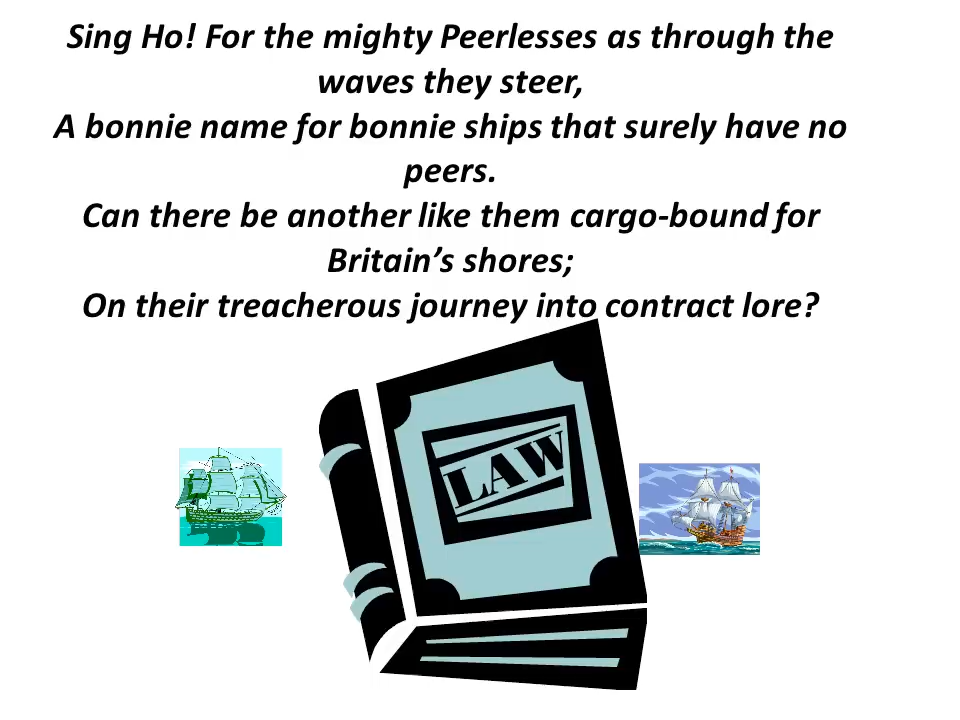 Sing Ho! For the mighty Peerlesses as through the
waves they steer,
A bonnie name for bonnie ships that surely have no
peers.
Can there be another like them cargo-bound for
Britain’s shores;
On their treacherous journey into contract lore?
LAW